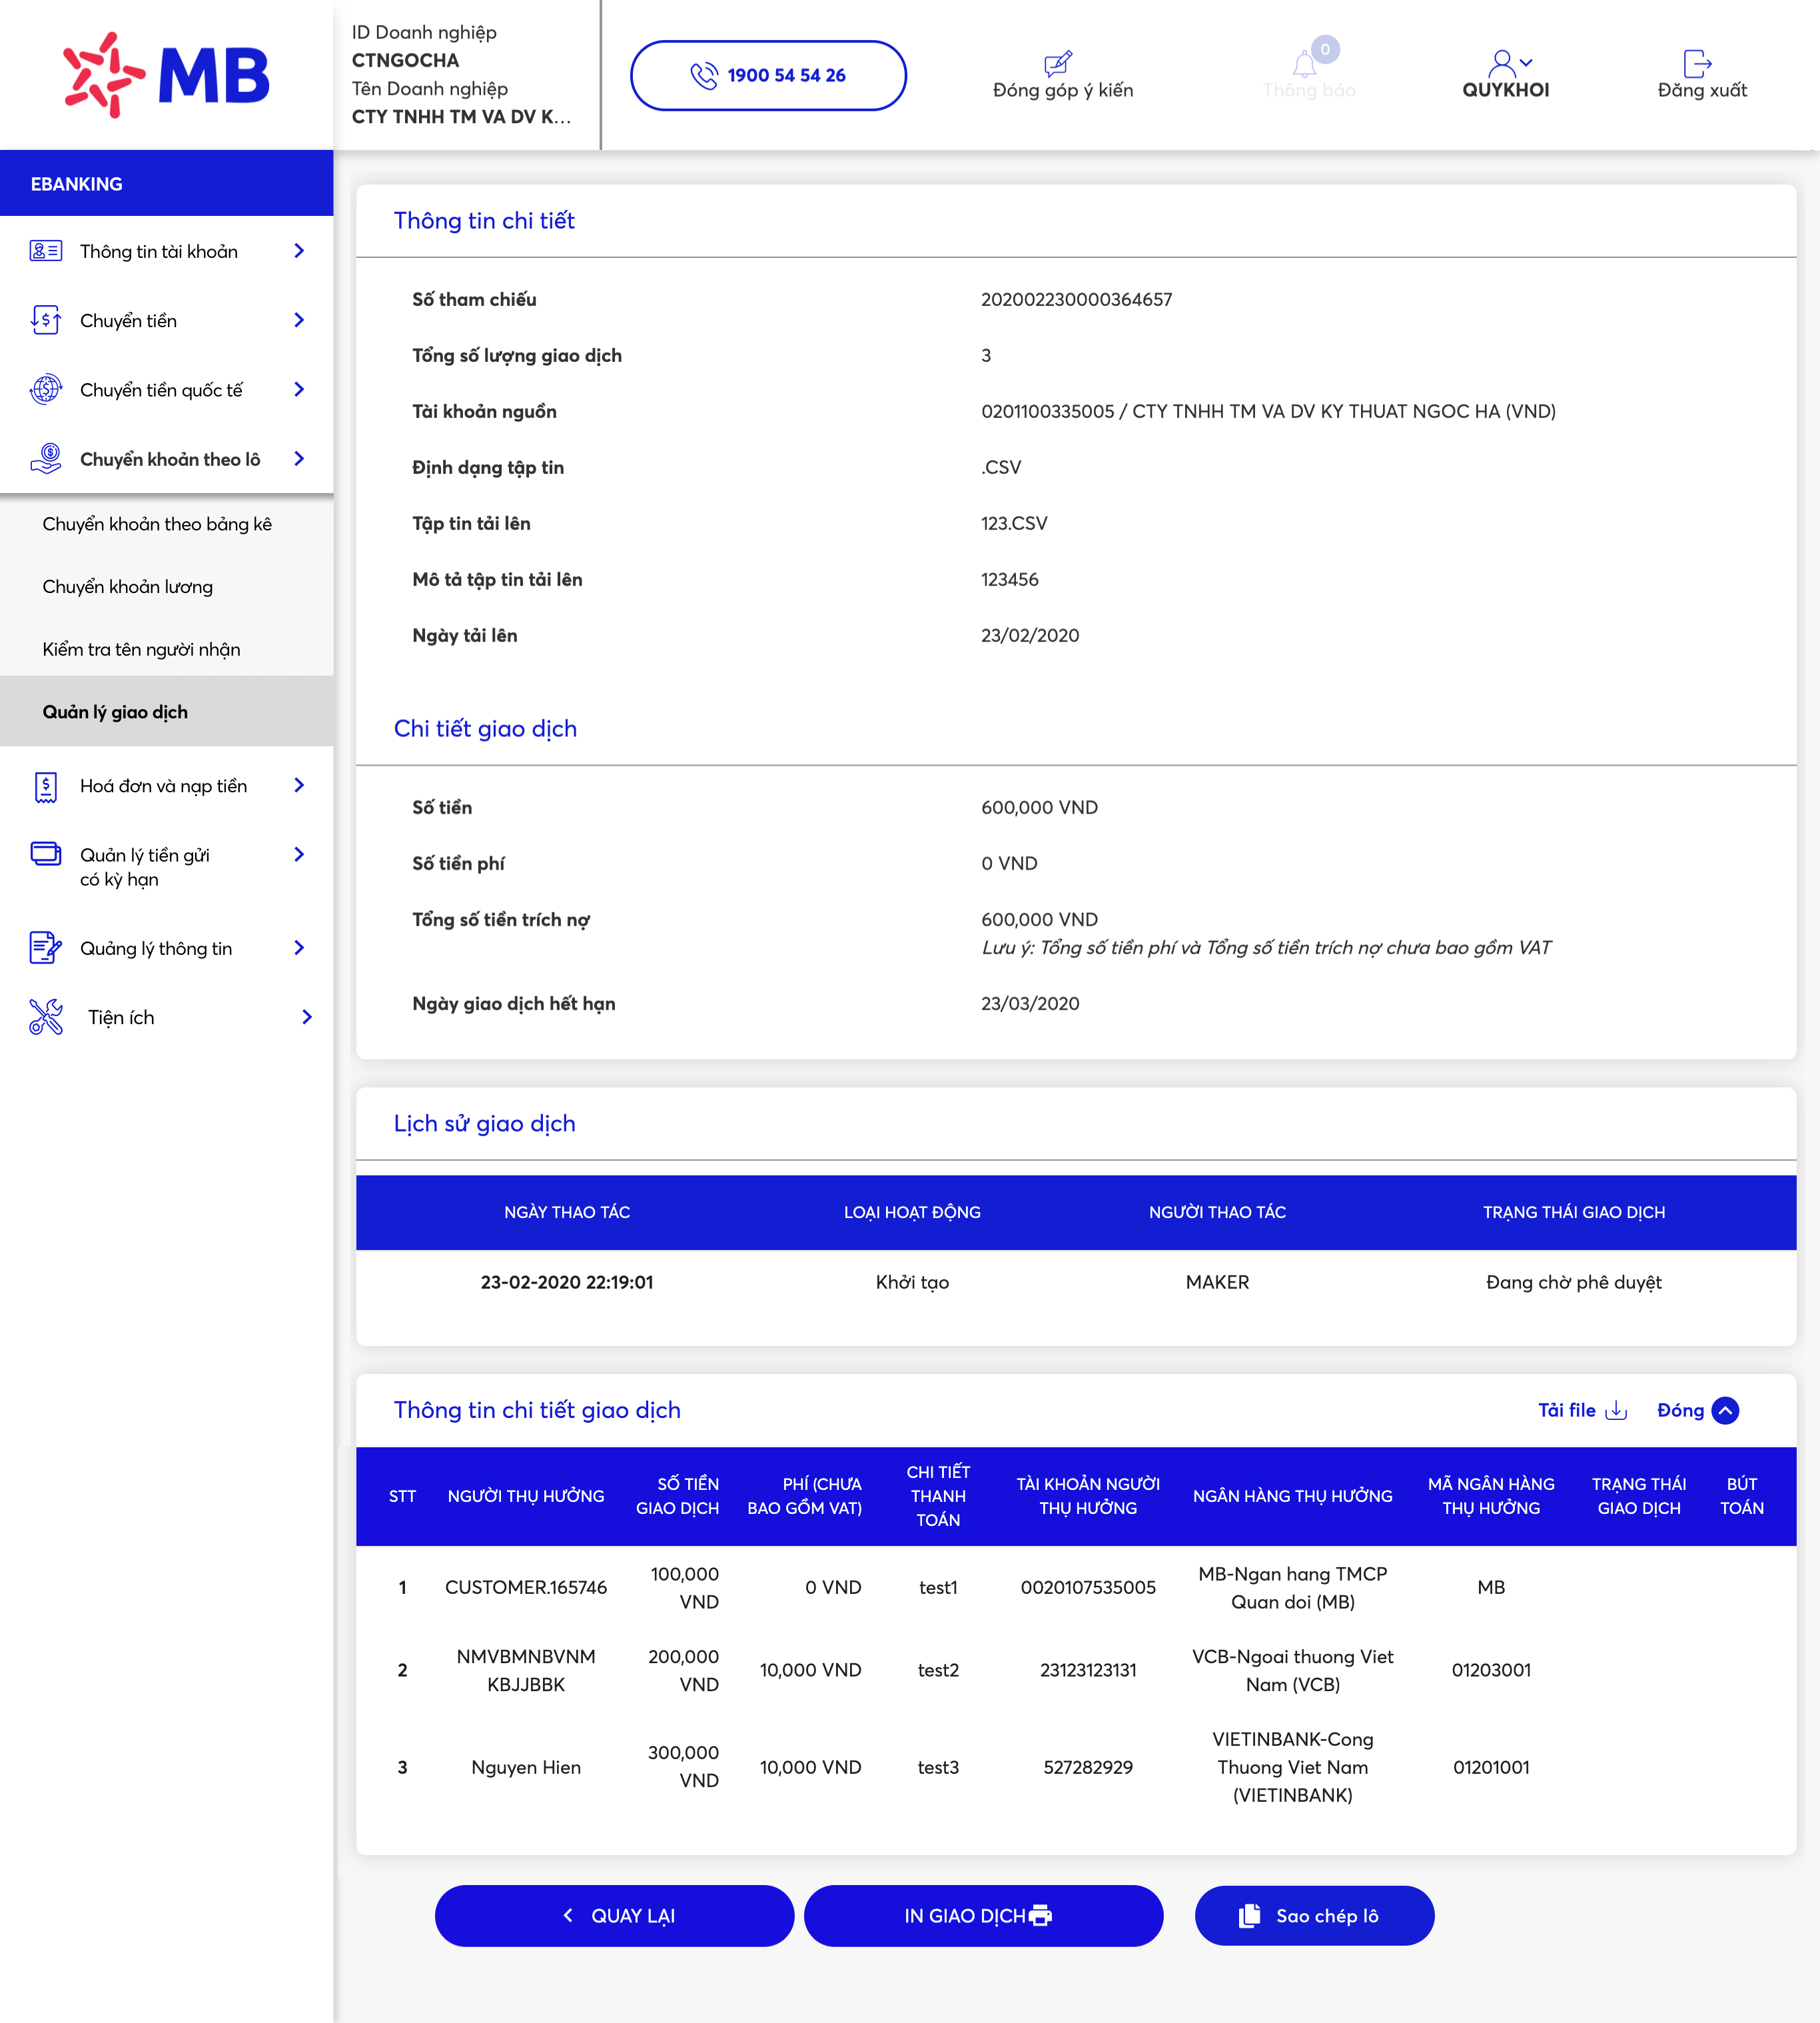 MB
ID Doanh nghiệp
CTNGOCHA
Tên Doanh nghiệp
CTY TNHH TM VA DV K...
1900 54 54 26
Đóng góp ý kiến
0
Thông báo
QUYKHOI
Đăng xuất
EBANKING
Thông tin tài khoản
Chuyển tiền
Chuyển tiền quốc tế
Chuyển khoản theo lô
Chuyển khoản theo bảng kê
Chuyển khoản lương
Kiểm tra tên người nhận
Quản lý giao dịch
Hoá đơn và nạp tiền
Quản lý tiền gửi
có kỳ hạn
Quảng lý thông tin
Tiện ích
Thông tin chi tiết
Số tham chiếu 202002230000364657
Tổng số lượng giao dịch 3
Tài khoản nguồn 0201100335005 / CTY TNHH TM VA DV KY THUAT NGOC HA (VND)
Định dạng tập tin .CSV
Tập tin tải lên 123.CSV
Mô tả tập tin tải lên 123456
Ngày tải lên 23/02/2020
Chi tiết giao dịch
Số tiền 600,000 VND
Số tiền phí 0 VND
Tổng số tiền trích nợ 600,000 VND
Lưu ý: Tổng số tiền phí và Tổng số tiền trích nợ chưa bao gồm VAT
Ngày giao dịch hết hạn 23/03/2020
Lịch sử giao dịch
NGÀY THAO TÁC LOẠI HOẠT ĐỘNG NGƯỜI THAO TÁC TRẠNG THÁI GIAO DỊCH
23-02-2020 22:19:01 Khởi tạo MAKER Đang chờ phê duyệt
Thông tin chi tiết giao dịch Tải file Đóng
STT
NGƯỜI THỤ HƯỞNG
SỐ TIỀN
GIAO DỊCH
PHÍ (CHƯA
BAO GỒM VAT)
CHI TIẾT
THANH
TOÁN
TÀI KHOẢN NGƯỜI
THỤ HƯỞNG
NGÂN HÀNG THỤ HƯỞNG
MÃ NGÂN HÀNG
THỤ HƯỞNG
TRẠNG THÁI
GIAO DỊCH
BÚT
TOÁN
1
CUSTOMER.165746
100,000
VND
0 VND
test1
0020107535005
MB-Ngan hang TMCP
Quan doi (MB)
MB
2
NMVBMNBVNM
KBJJBBK
200,000
VND
10,000 VND
test2
23123123131
VCB-Ngoai thuong Viet
Nam (VCB)
01203001
3
Nguyen Hien
300,000
VND
10,000 VND
test3
527282929
VIETINBANK-Cong
Thuong Viet Nam
(VIETINBANK)
01201001
QUAY LẠI
IN GIAO DỊCH
Sao chép lô